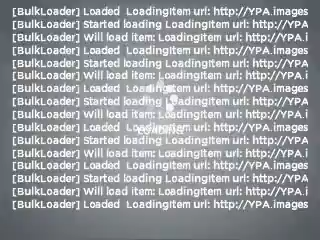 [BulkLoader] Loaded  LoadingItem url: http://YPA.images
[BulkLoader] Started loading LoadingItem url: http://YPA
[BulkLoader] Will load item: LoadingItem url: http://YPA.i
[BulkLoader] Loaded  LoadingItem url: http://YPA.images
[BulkLoader] Started loading LoadingItem url: http://YPA
[BulkLoader] Will load item: LoadingItem url: http://YPA.i
[BulkLoader] Loaded  LoadingItem url: http://YPA.images
[BulkLoader] Started loading LoadingItem url: http://YPA
[BulkLoader] Will load item: LoadingItem url: http://YPA.i
[BulkLoader] Loaded  LoadingItem url: http://YPA.images
Loading
[BulkLoader] Started loading LoadingItem url: http://YPA
[BulkLoader] Will load item: LoadingItem url: http://YPA.i
[BulkLoader] Loaded  LoadingItem url: http://YPA.images
[BulkLoader] Started loading LoadingItem url: http://YPA
[BulkLoader] Will load item: LoadingItem url: http://YPA.i
[BulkLoader] Loaded  LoadingItem url: http://YPA.images